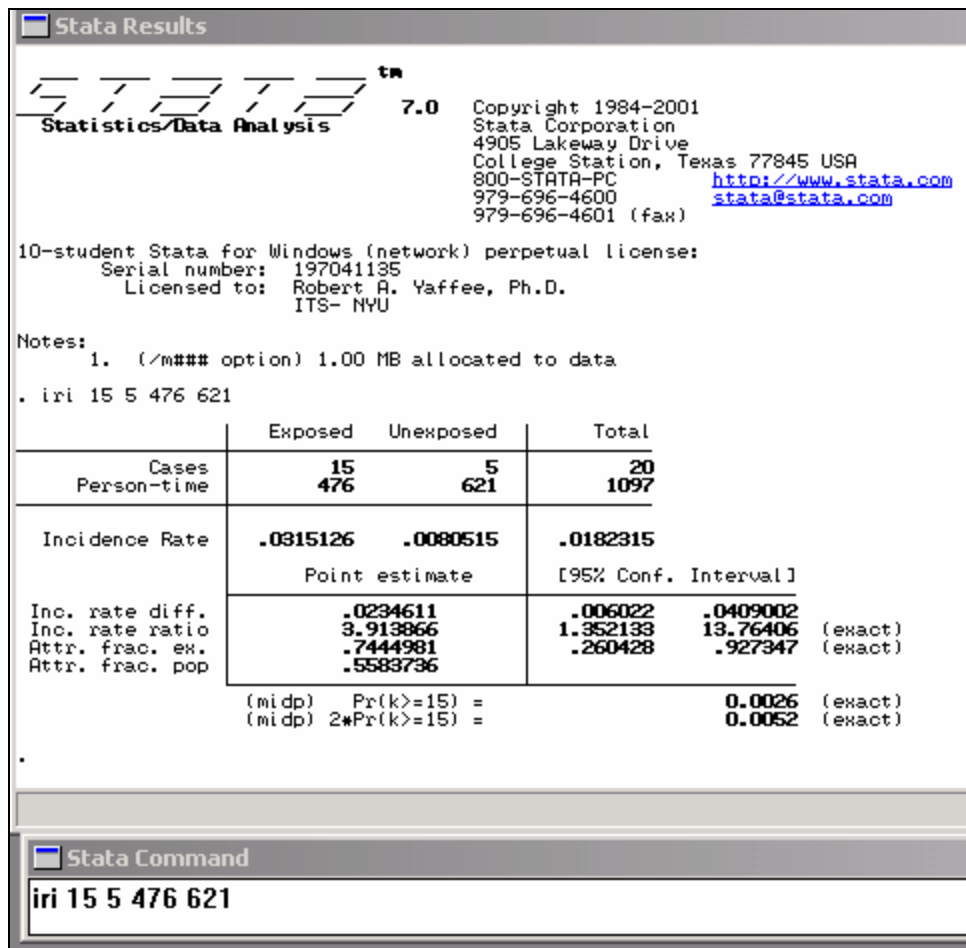 Stata Results
STATA tm
7.0 Copyright 1984-2001
Statistics/Data Analysis Stata Corporation
4905 Lakeway Drive
College Station, Texas 77845 USA
800-STATA-PC http://www.stata.com
979-696-4600 stata@stata.com
979-696-4601 (fax)
10-student Stata for Windows (network) perpetual license:
Serial number: 197041135
Licensed to: Robert A. Yaffee, Ph.D.
ITS- NYU
Notes:
1. (/m### option) 1.00 MB allocated to data
. iri 15 5 476 621
Exposed Unexposed Total
Cases 15 5 20
Person-time 476 621 1097
Incidence Rate .0315126 .0080515 .0182315
Point estimate [95% Conf. Interval]
Inc. rate diff. .0234611 .006022 .0409002
Inc. rate ratio 3.913866 1.352133 13.76406 (exact)
Attr. frac. ex. .7444981 .260428 .927347 (exact)
Attr. frac. pop .5583736
(midp) Pr(k>=15) = 0.0026 (exact)
(midp) 2*Pr(k>=15) = 0.0052 (exact)
.
Stata Command
iri 15 5 476 621